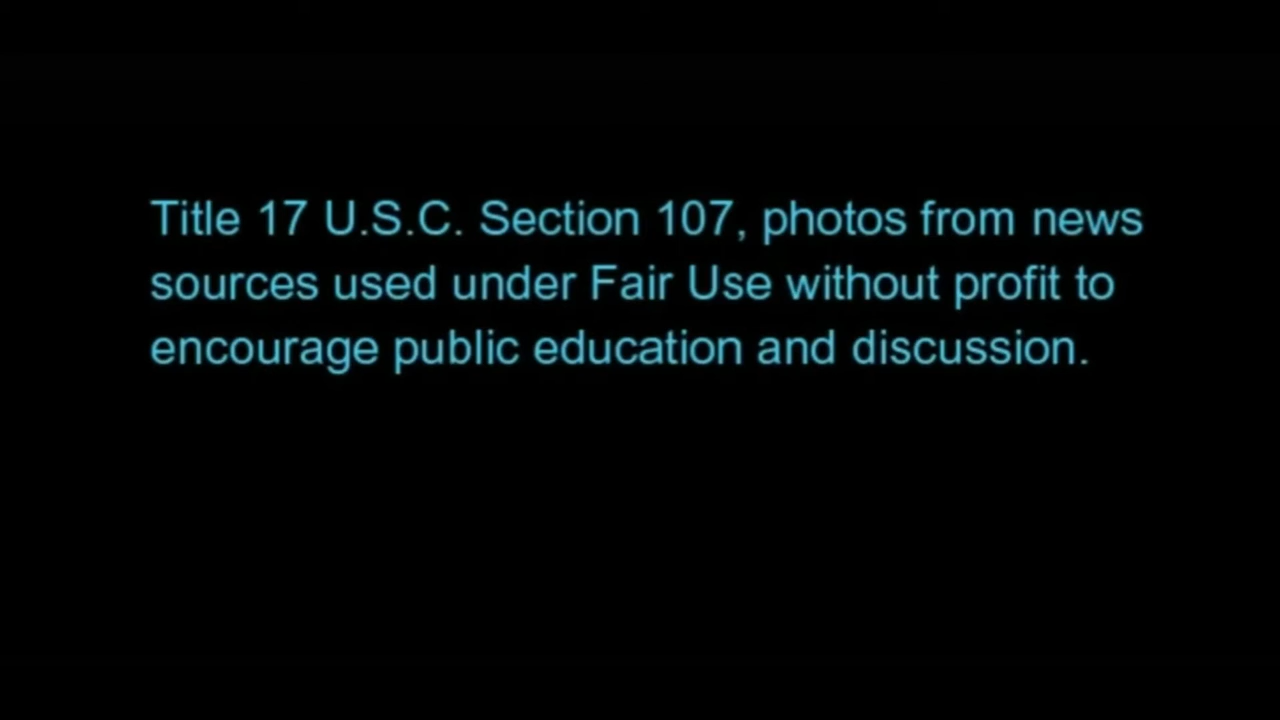 Title 17 U.S.C. Section 107, photos from news
sources used under Fair Use without profit to
encourage public education and discussion.